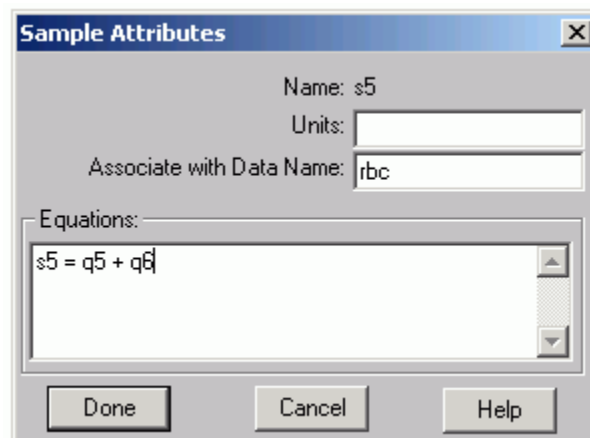 Sample Attributes
Name: s5
Units:
Associate with Data Name: rbc
Equations:
s5 = q5 + q6
Done Cancel Help